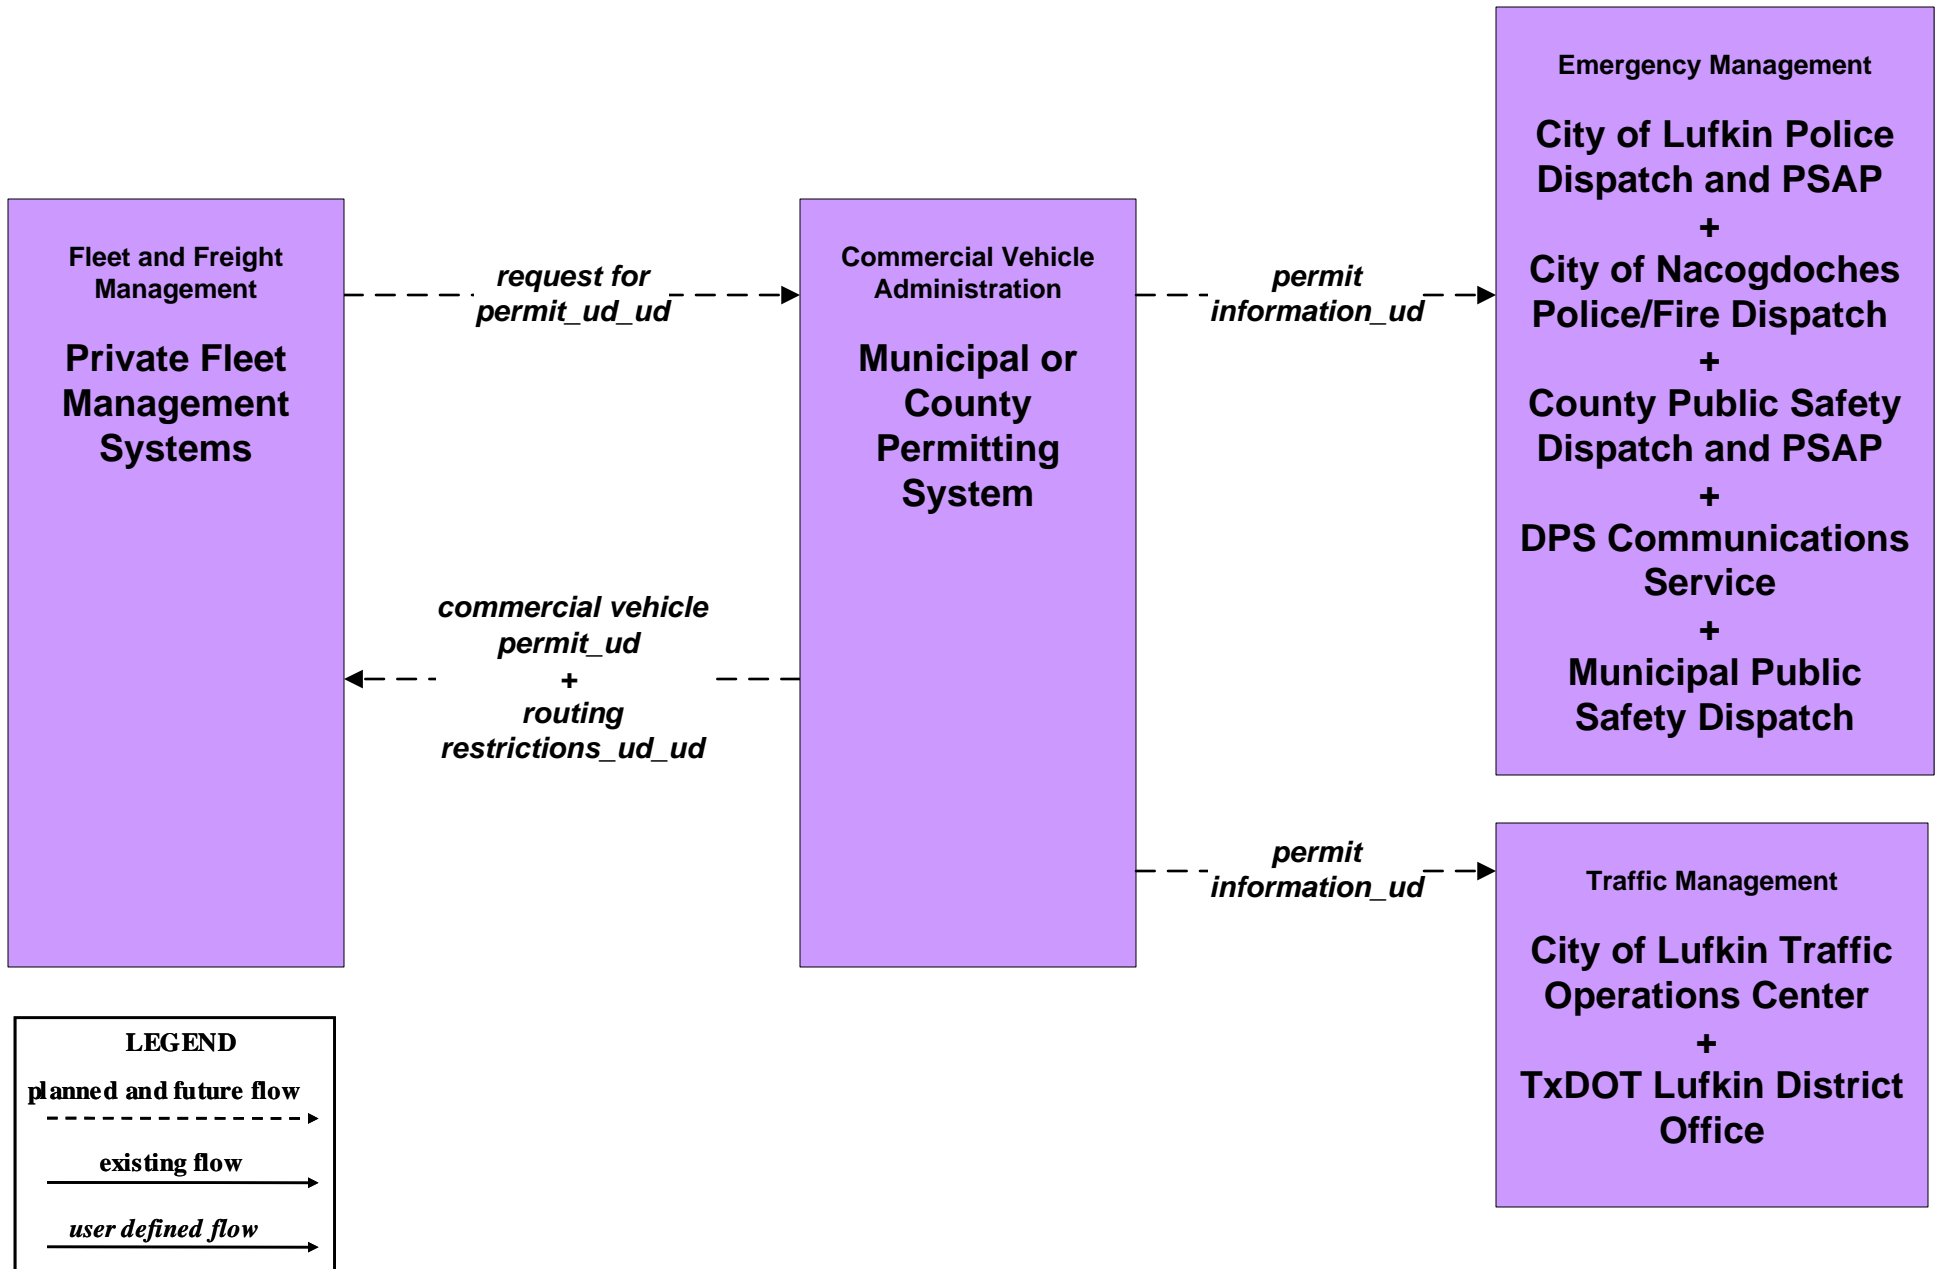 Fleet and Freight
Management
Private Fleet
Management
Systems
request for
permit_ud_ud
commercial vehicle
permit_ud
+
routing
restrictions_ud_ud
Commercial Vehicle
Administration
Municipal or
County
Permitting
System
permit
information_ud
permit
information_ud
Emergency Management
City of Lufkin Police
Dispatch and PSAP
+
City of Nacogdoches
Police/Fire Dispatch
+
County Public Safety
Dispatch and PSAP
+
DPS Communications
Service
+
Municipal Public
Safety Dispatch
Traffic Management
City of Lufkin Traffic
Operations Center
+
TxDOT Lufkin District
Office
LEGEND
planned and future flow
existing flow
user defined flow